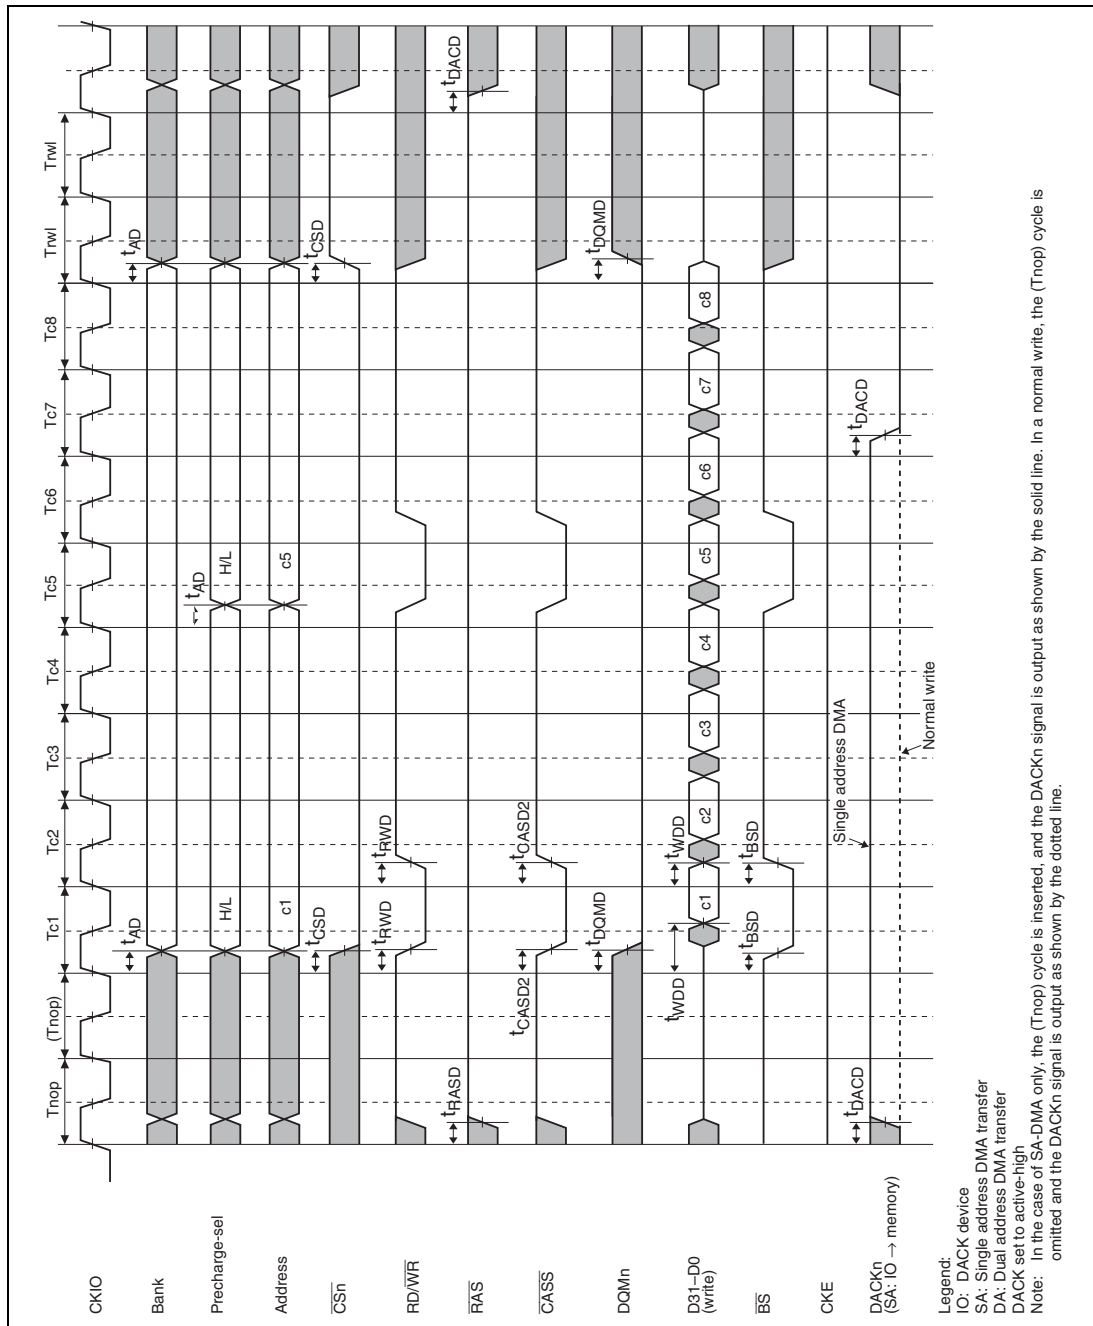 Tnop
(Tnop)
Tc1
Tc2
Tc3
Tc4
Tc5
Tc6
Tc7
Tc8
Trwl
Trwl
CKIO
Bank
tAD
tAD
Precharge-sel
H/L
tAD
H/L
Address
c1
c5
CSn
tCSD
tCSD
RD/WR
tRWD
tRWD
RAS
tRASD
tDACD
CASS
tCASD2
tCASD2
DQMn
tDQMD
tDQMD
D31–D0
(write)
tWDD
tWDD
c1
c2
c3
c4
c5
c6
c7
c8
BS
tBSD
tBSD
CKE
DACKn
(SA: IO → memory)
tDACD
Single address DMA
tDACD
Normal write
Legend:
IO: DACK device
SA: Single address DMA transfer
DA: Dual address DMA transfer
DACK set to active-high
Note: In the case of SA-DMA only, the (Tnop) cycle is inserted, and the DACKn signal is output as shown by the solid line. In a normal write, the (Tnop) cycle is
omitted and the DACKn signal is output as shown by the dotted line.